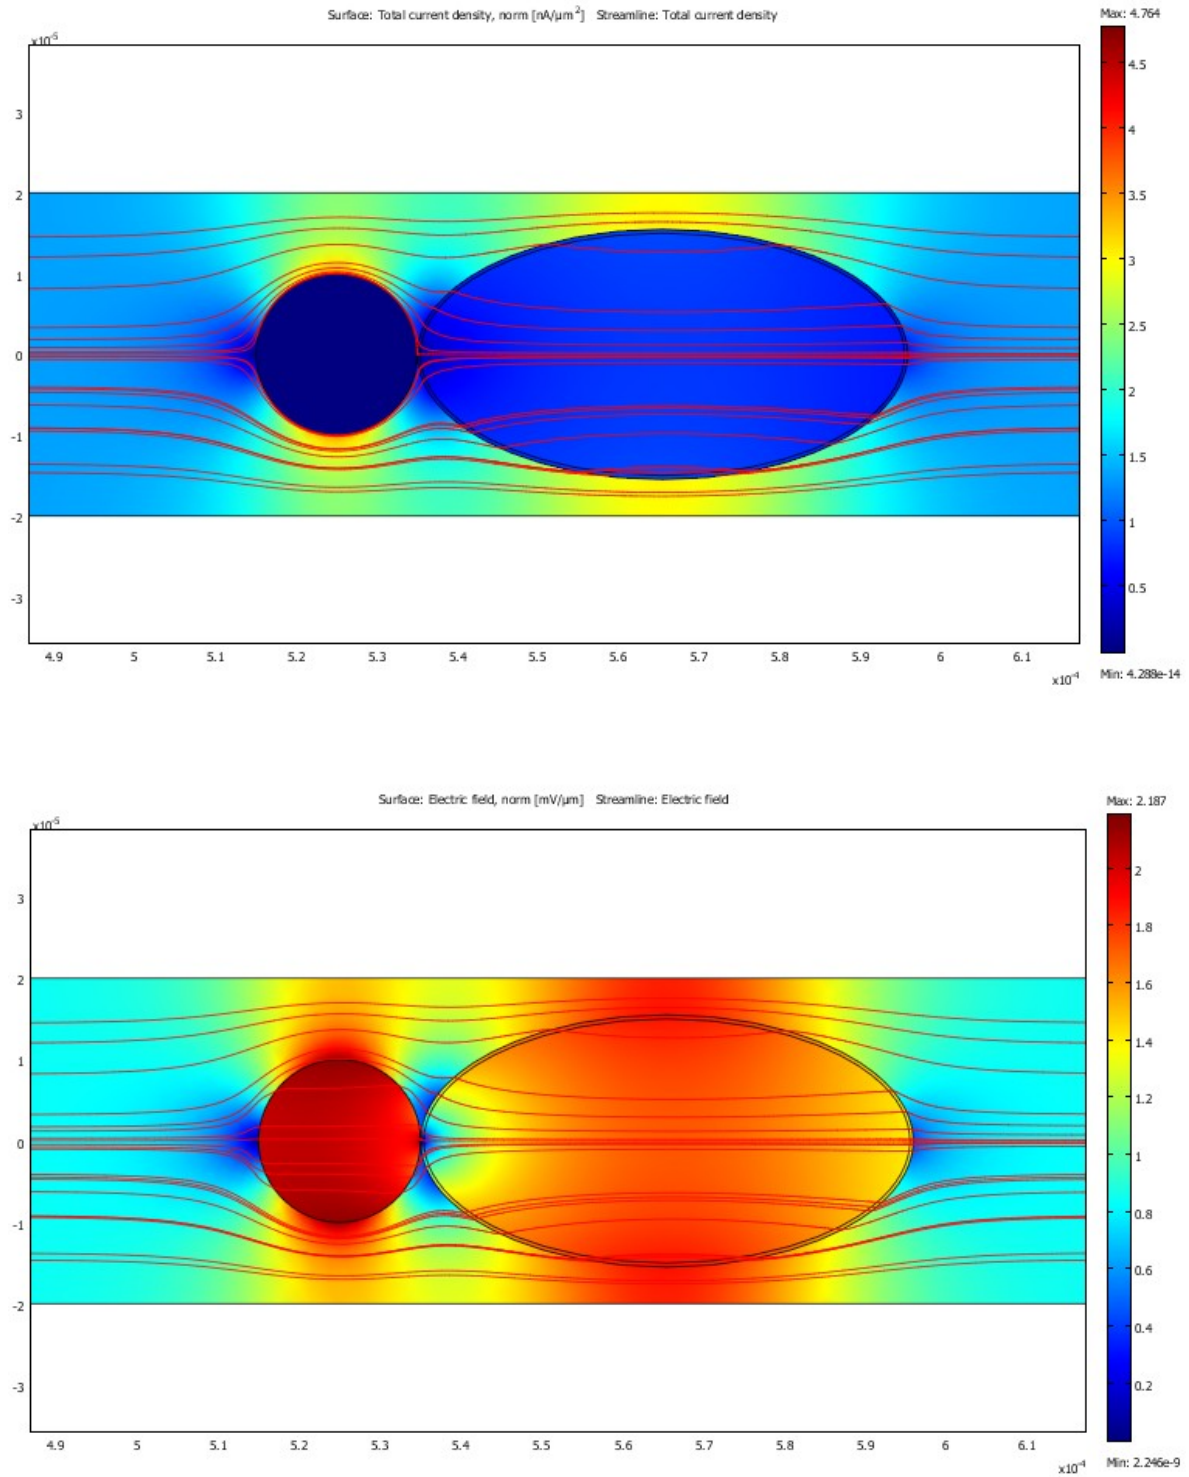 Surface: Total current density, norm [nA/μm²] Streamline: Total current density
Max: 4.764
x10⁻⁵
3
2
1
0
-1
-2
-3
4.9 5 5.1 5.2 5.3 5.4 5.5 5.6 5.7 5.8 5.9 6 6.1
x10⁻⁴
4.5
4
3.5
3
2.5
2
1.5
1
0.5
Min: 4.288e-14
Surface: Electric field, norm [mV/μm] Streamline: Electric field
Max: 2.187
x10⁻⁵
3
2
1
0
-1
-2
-3
4.9 5 5.1 5.2 5.3 5.4 5.5 5.6 5.7 5.8 5.9 6 6.1
x10⁻⁴
2
1.8
1.6
1.4
1.2
1
0.8
0.6
0.4
0.2
Min: 2.246e-9